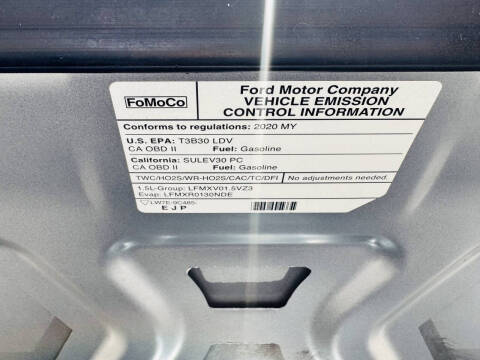 FoMoCo
Ford Motor Company
VEHICLE EMISSION
CONTROL INFORMATION
Conforms to regulations: 2020 MY
U.S. EPA: T3B30 LDV
CA OBD II Fuel: Gasoline
California: SULEV30 PC
CA OBD II Fuel: Gasoline
TWC/HO2S/WR-HO2S/CAC/TC/DFI No adjustments needed.
1.5L-Group: LFMXV01.5VZ3
Evap: LFMXR0130NDE
LW7E-9C485-
EJP